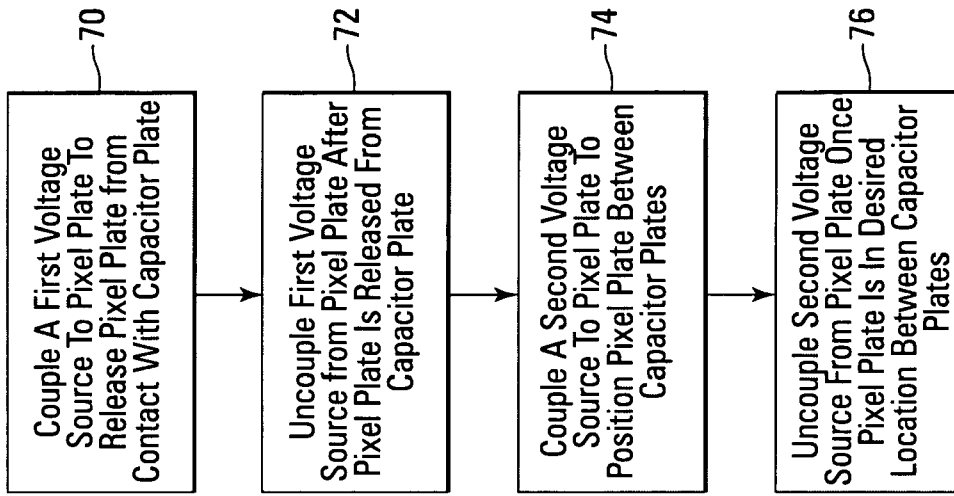 Couple A First Voltage
Source To Pixel Plate To
Release Pixel Plate from
Contact With Capacitor Plate
70
Uncouple First Voltage
Source from Pixel Plate After
Pixel Plate Is Released From
Capacitor Plate
72
Couple A Second Voltage
Source To Pixel Plate To
Position Pixel Plate Between
Capacitor Plates
74
Uncouple Second Voltage
Source From Pixel Plate Once
Pixel Plate Is In Desired
Location Between Capacitor
Plates
76